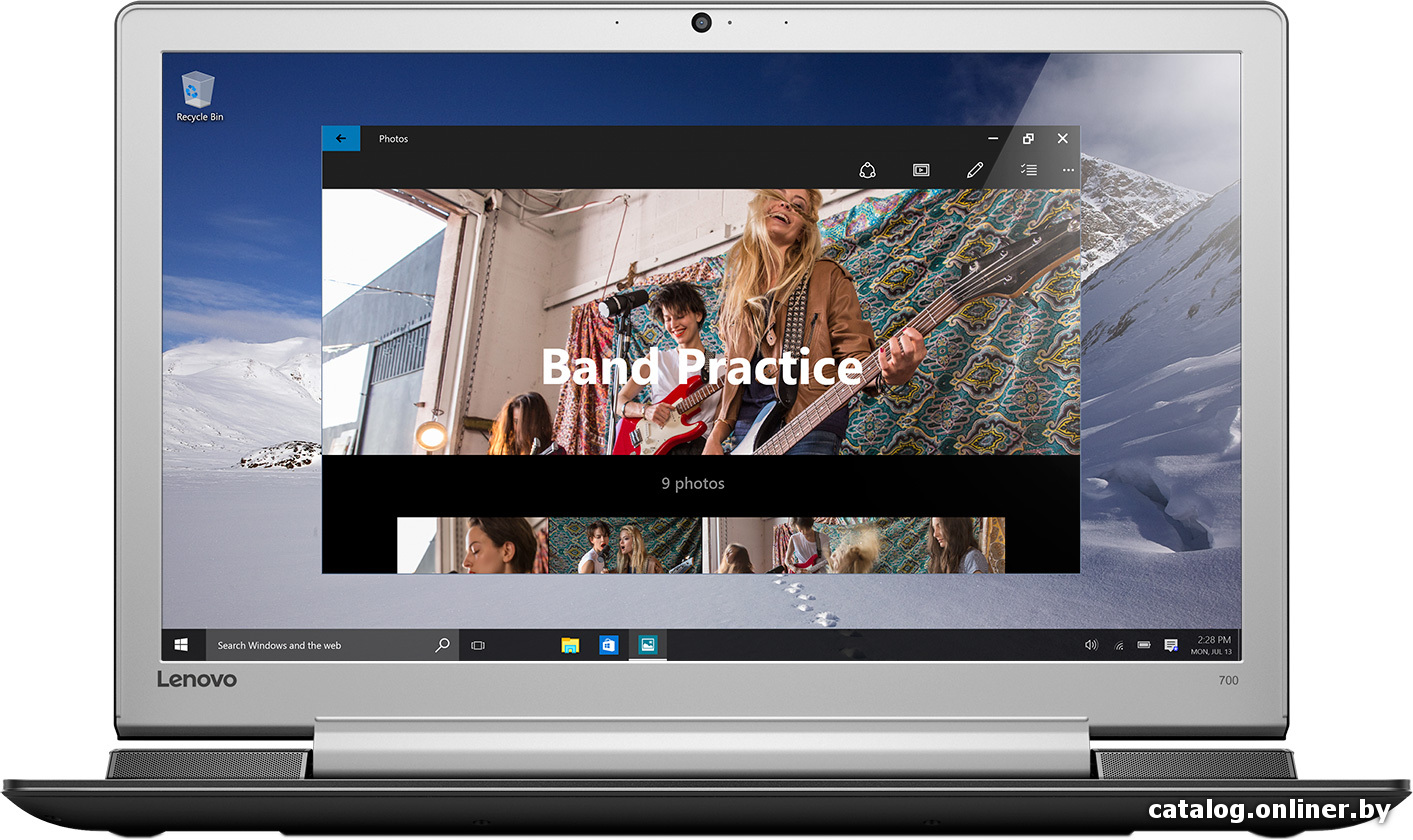 Recycle Bin
Photos
Band Practice
9 photos
Search Windows and the web
2:28 PM
MON, JUL 13
Lenovo
700
catalog.onliner.by